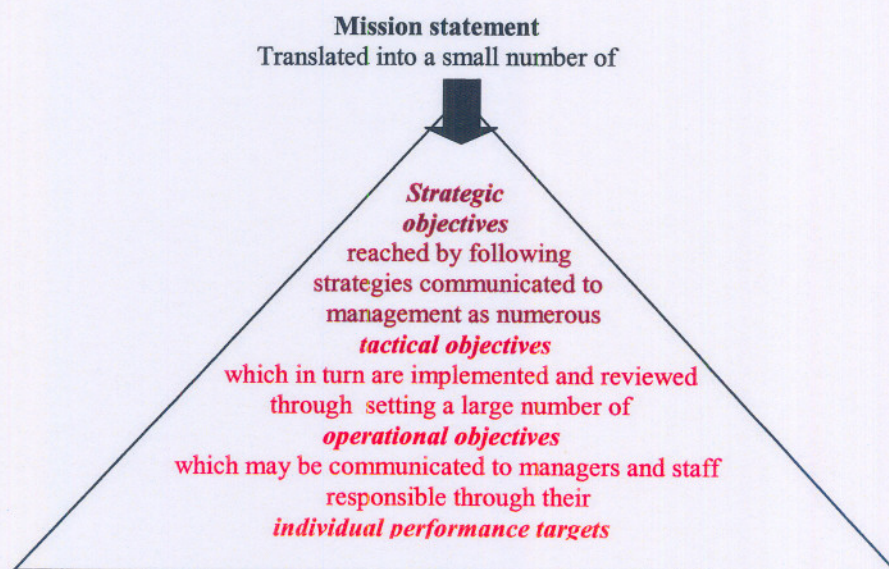 Mission statement
Translated into a small number of
Strategic
objectives
reached by following
strategies communicated to
management as numerous
tactical objectives
which in turn are implemented and reviewed
through setting a large number of
operational objectives
which may be communicated to managers and staff
responsible through their
individual performance targets